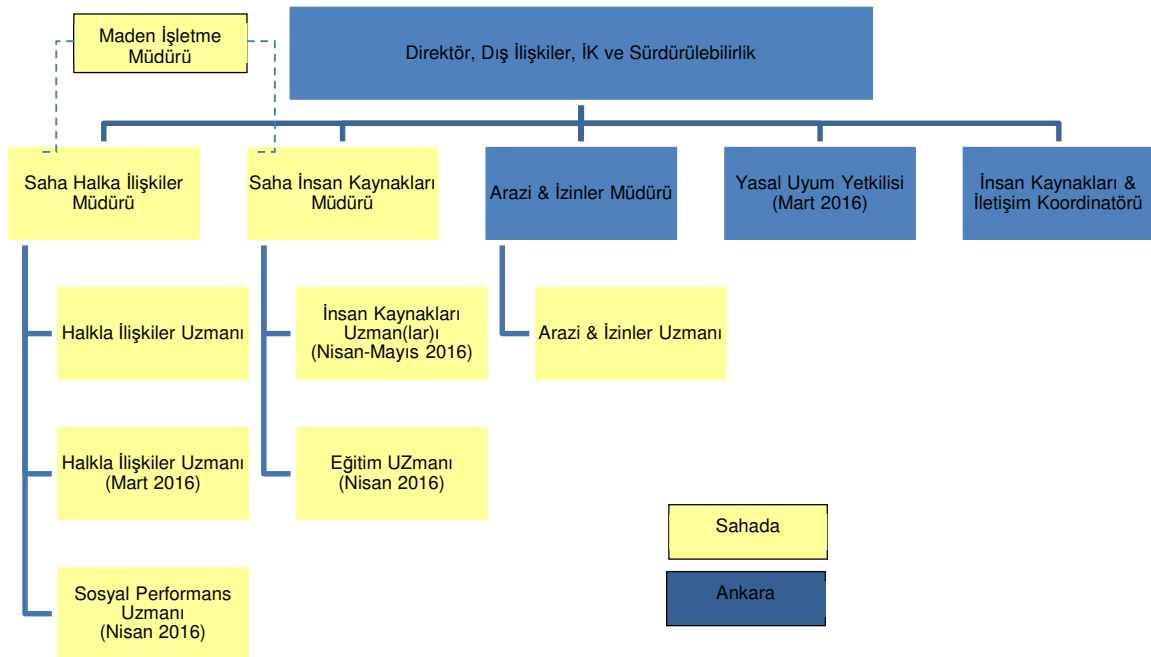 Maden İşletme
Müdürü
Direktör, Dış İlişkiler, İK ve Sürdürülebilirlik
Saha Halka İlişkiler
Müdürü
Saha İnsan Kaynakları
Müdürü
Arazi & İzinler Müdürü
Yasal Uyum Yetkilisi
(Mart 2016)
İnsan Kaynakları &
İletişim Koordinatörü
Halkla İlişkiler Uzmanı
İnsan Kaynakları
Uzman(lar)ı
(Nisan-Mayıs 2016)
Arazi & İzinler Uzmanı
Halkla İlişkiler Uzmanı
(Mart 2016)
Eğitim UZmanı
(Nisan 2016)
Sosyal Performans
Uzmanı
(Nisan 2016)
Sahada
Ankara